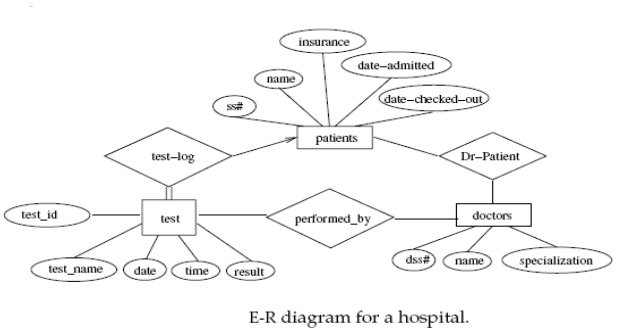 insurance
date-admitted
name
date-checked-out
ss#
patients
test-log
Dr-Patient
test_id
test
performed_by
doctors
test_name
date
time
result
dss#
name
specialization
E-R diagram for a hospital.